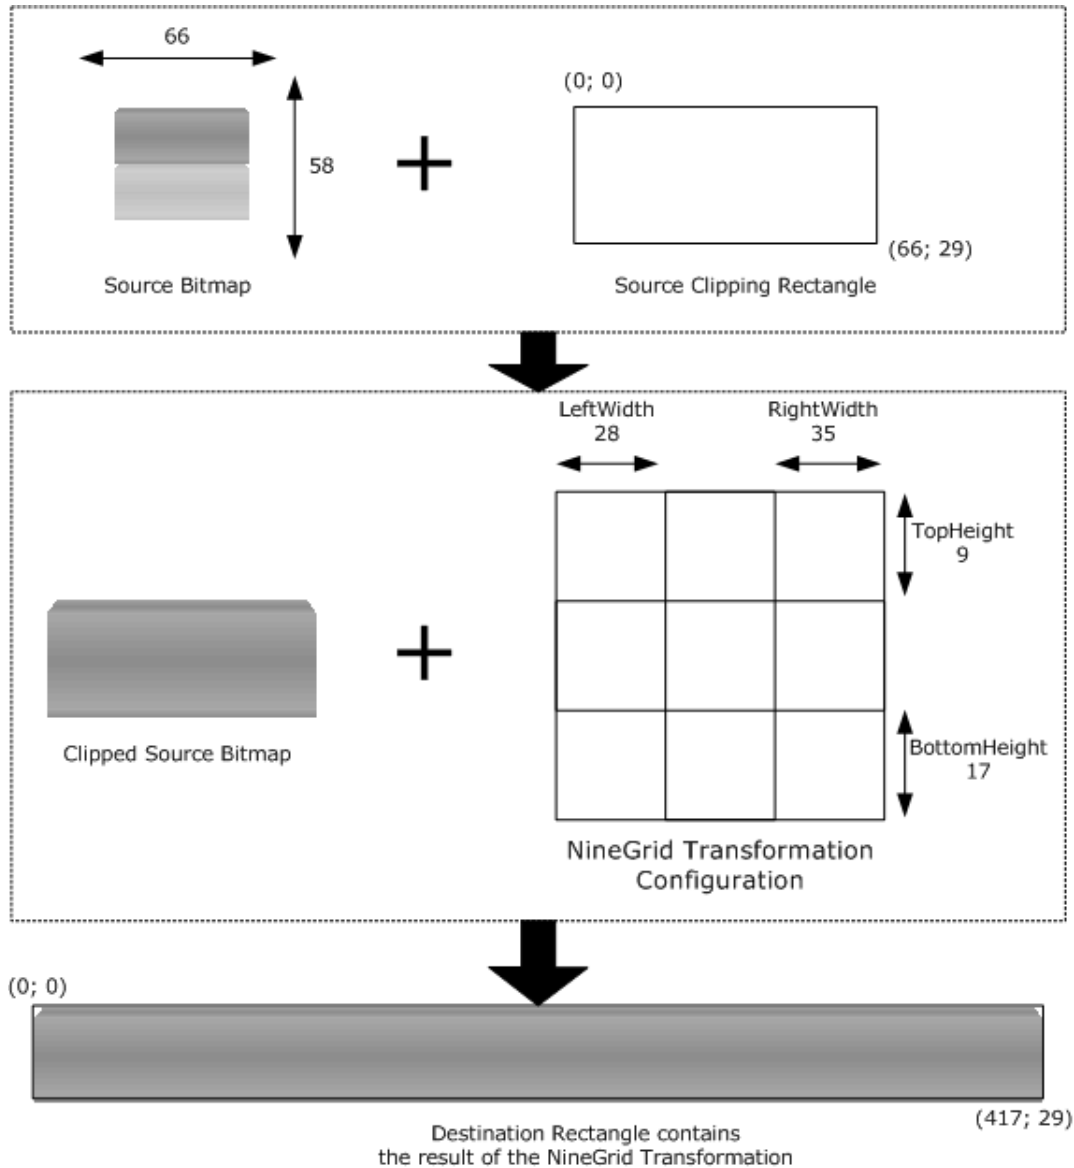 66
58
Source Bitmap
(0; 0)
(66; 29)
Source Clipping Rectangle
LeftWidth
28
RightWidth
35
TopHeight
9
BottomHeight
17
Clipped Source Bitmap
NineGrid Transformation
Configuration
(0; 0)
(417; 29)
Destination Rectangle contains
the result of the NineGrid Transformation